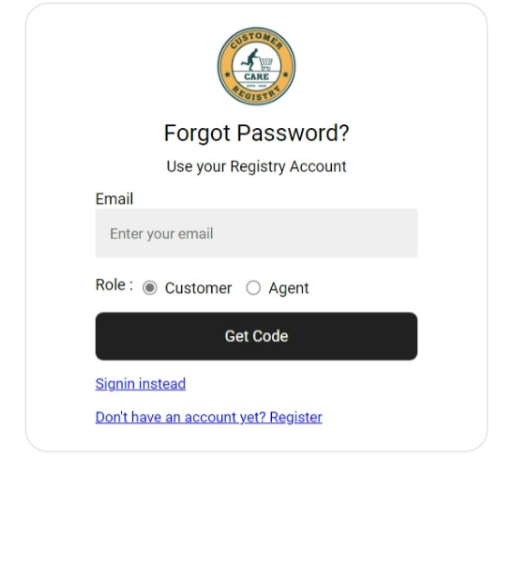 CUSTOMER
CARE
REGISTRY
Forgot Password?
Use your Registry Account
Email
Enter your email
Role : Customer Agent
Get Code
Signin instead
Don't have an account yet? Register